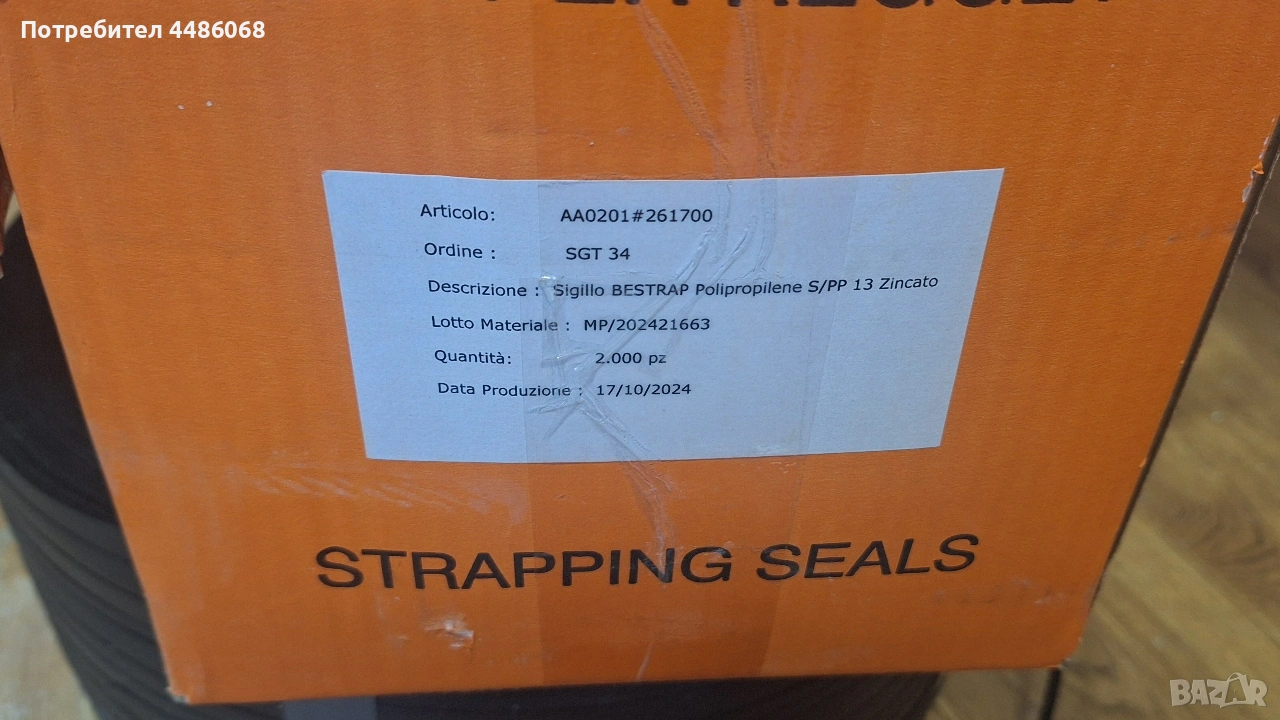 Потребител 4486068
Articolo: AA0201#261700
Ordine : SGT 34
Descrizione : Sigillo BESTRAP Polipropilene S/PP 13 Zincato
Lotto Materiale : MP/202421663
Quantità: 2.000 pz
Data Produzione : 17/10/2024
STRAPPING SEALS
BAZAR